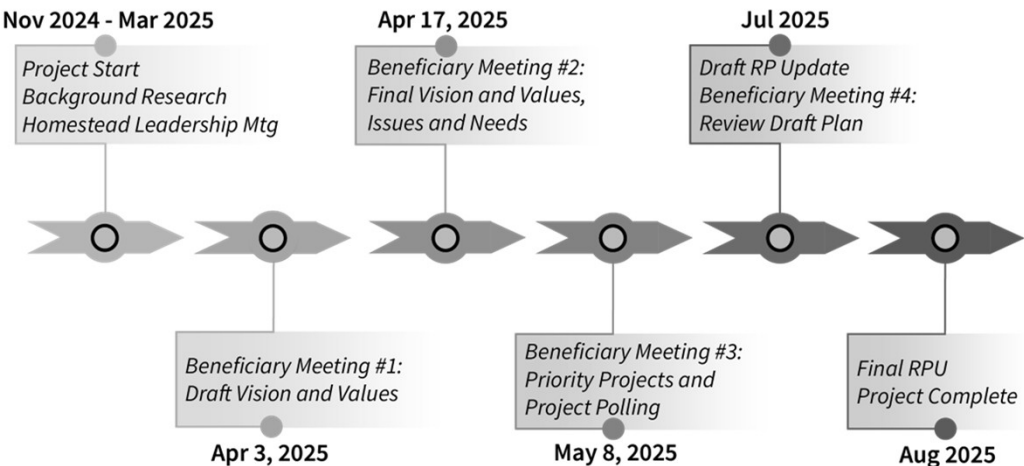 Nov 2024 - Mar 2025
Project Start
Background Research
Homestead Leadership Mtg
Apr 17, 2025
Beneficiary Meeting #2:
Final Vision and Values,
Issues and Needs
Jul 2025
Draft RP Update
Beneficiary Meeting #4:
Review Draft Plan
Beneficiary Meeting #1:
Draft Vision and Values
Apr 3, 2025
Beneficiary Meeting #3:
Priority Projects and
Project Polling
May 8, 2025
Final RPU
Project Complete
Aug 2025